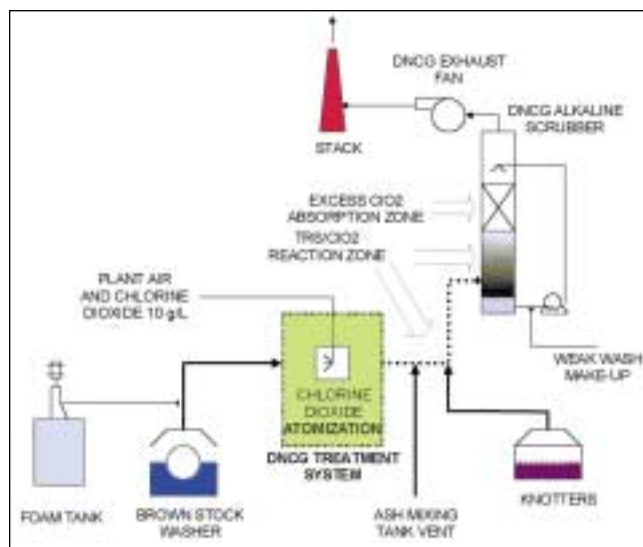 DNCG EXHAUST
FAN
DNCG ALKALINE
SCRUBBER
STACK
EXCESS ClO2
ABSORPTION ZONE
TRS/ClO2
REACTION ZONE
PLANT AIR
AND CHLORINE
DIOXIDE 10 g/L
WEAK WASH
MAKE-UP
CHLORINE
DIOXIDE
ATOMIZATION
DNCG TREATMENT
SYSTEM
FOAM TANK
BROWN STOCK
WASHER
ASH MIXING
TANK VENT
KNOTTERS